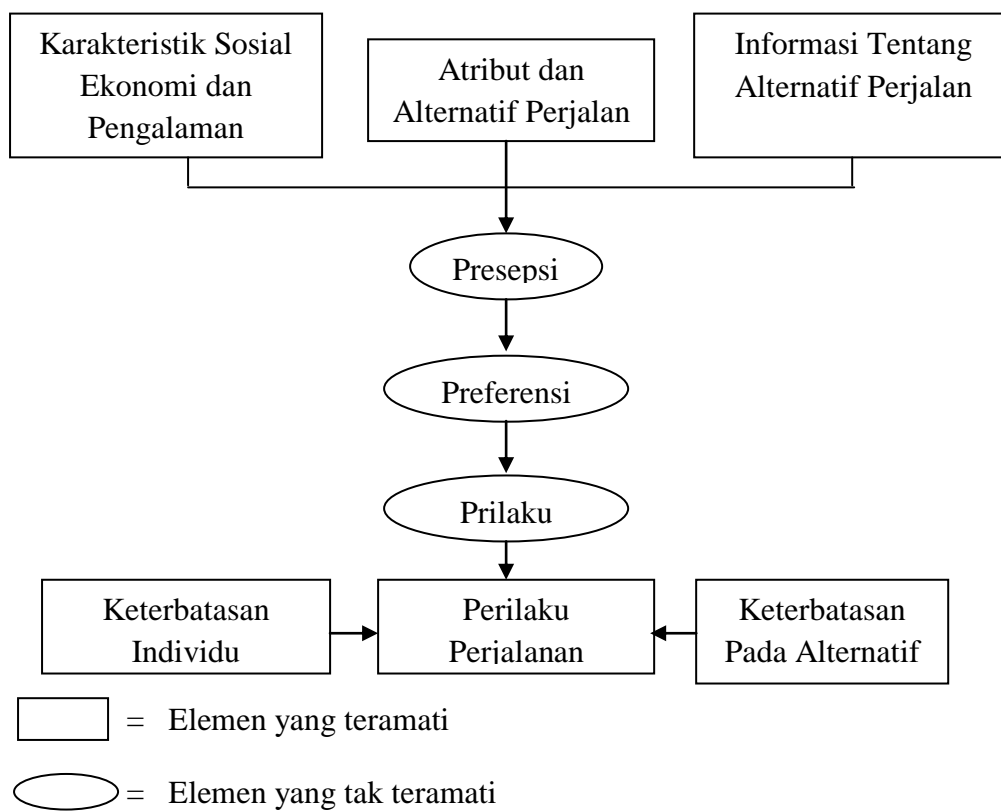 Karakteristik Sosial
Ekonomi dan
Pengalaman
Atribut dan
Alternatif Perjalan
Informasi Tentang
Alternatif Perjalan
Presepsi
Preferensi
Prilaku
Keterbatasan
Individu
Perilaku
Perjalanan
Keterbatasan
Pada Alternatif
= Elemen yang teramati
= Elemen yang tak teramati